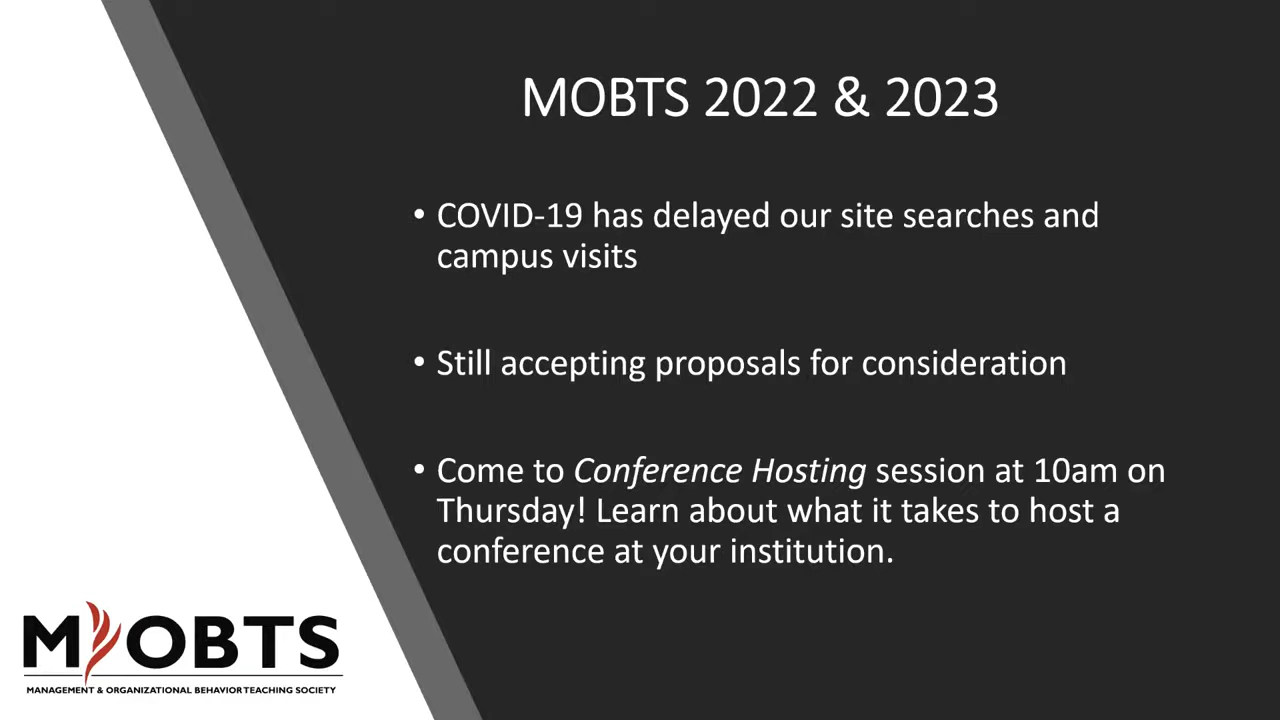 MOBTS 2022 & 2023
• COVID-19 has delayed our site searches and
campus visits
• Still accepting proposals for consideration
• Come to Conference Hosting session at 10am on
Thursday! Learn about what it takes to host a
conference at your institution.
M OBTS
MANAGEMENT & ORGANIZATIONAL BEHAVIOR TEACHING SOCIETY